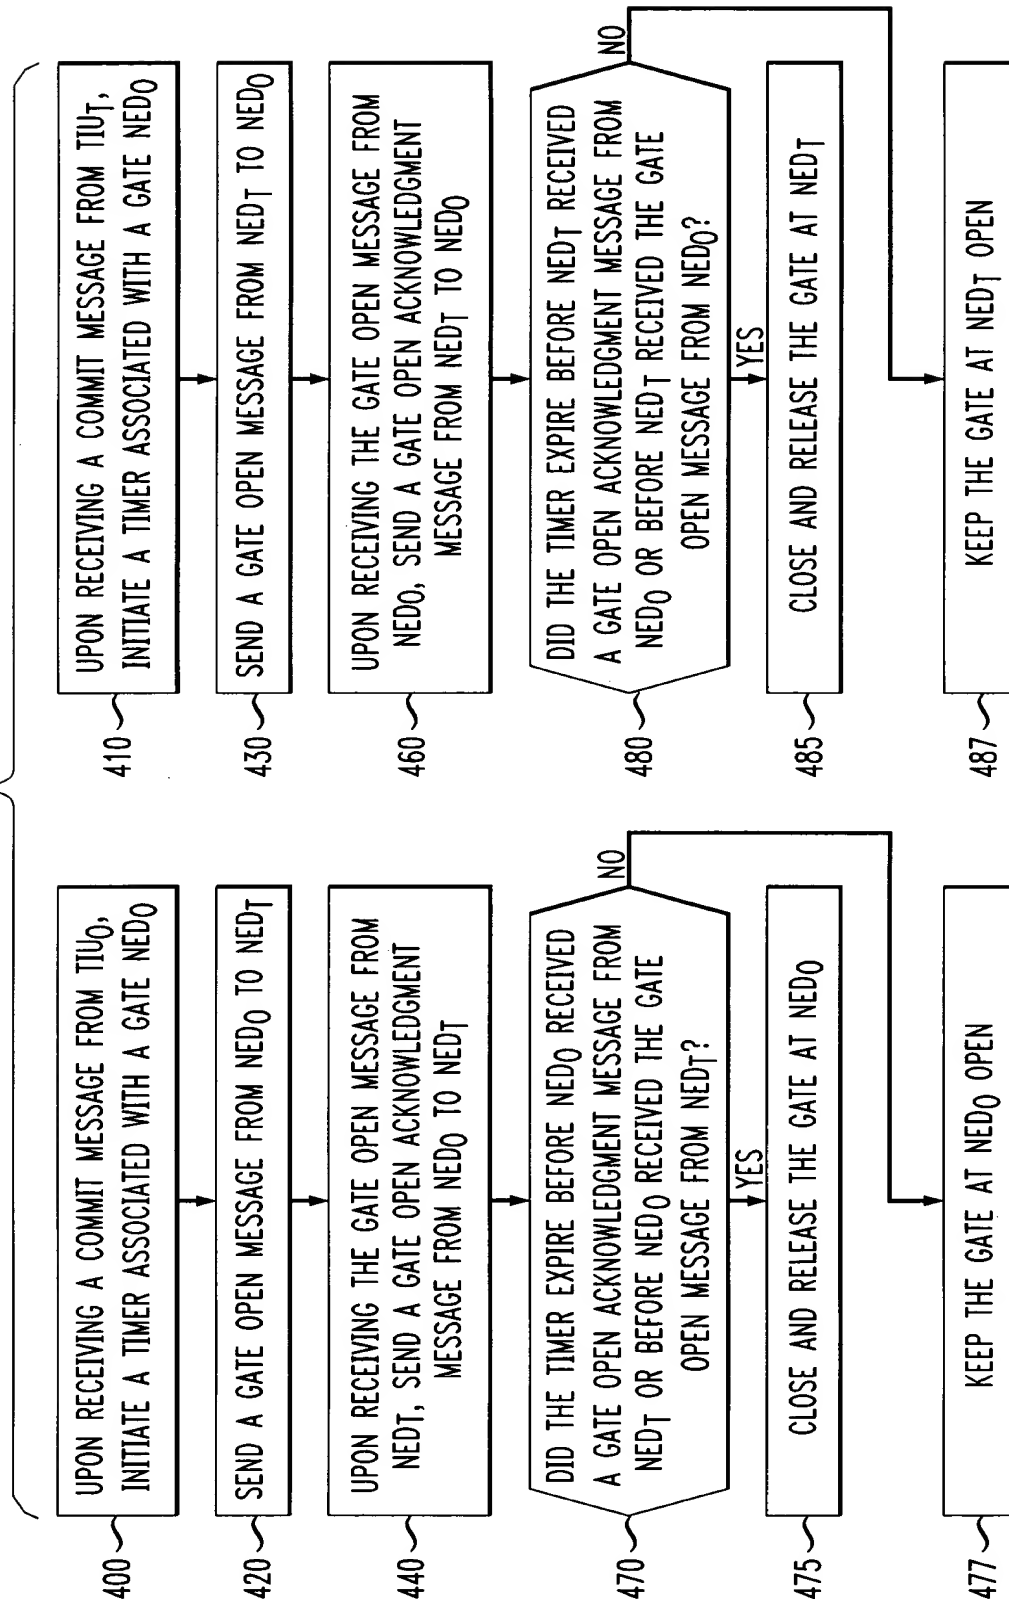 400
UPON RECEIVING A COMMIT MESSAGE FROM TIUO,
INITIATE A TIMER ASSOCIATED WITH A GATE NEDO
420
SEND A GATE OPEN MESSAGE FROM NEDO TO NEDT
440
UPON RECEIVING THE GATE OPEN MESSAGE FROM
NEDT, SEND A GATE OPEN ACKNOWLEDGMENT
MESSAGE FROM NEDO TO NEDT
470
DID THE TIMER EXPIRE BEFORE NEDO RECEIVED
A GATE OPEN ACKNOWLEDGMENT MESSAGE FROM
NEDT OR BEFORE NEDO RECEIVED THE GATE
OPEN MESSAGE FROM NEDT?
NO
YES
475
CLOSE AND RELEASE THE GATE AT NEDO
477
KEEP THE GATE AT NEDO OPEN
410
UPON RECEIVING A COMMIT MESSAGE FROM TIUT,
INITIATE A TIMER ASSOCIATED WITH A GATE NEDO
430
SEND A GATE OPEN MESSAGE FROM NEDT TO NEDO
460
UPON RECEIVING THE GATE OPEN MESSAGE FROM
NEDO, SEND A GATE OPEN ACKNOWLEDGMENT
MESSAGE FROM NEDT TO NEDO
480
DID THE TIMER EXPIRE BEFORE NEDT RECEIVED
A GATE OPEN ACKNOWLEDGMENT MESSAGE FROM
NEDO OR BEFORE NEDT RECEIVED THE GATE
OPEN MESSAGE FROM NEDO?
NO
YES
485
CLOSE AND RELEASE THE GATE AT NEDT
487
KEEP THE GATE AT NEDT OPEN